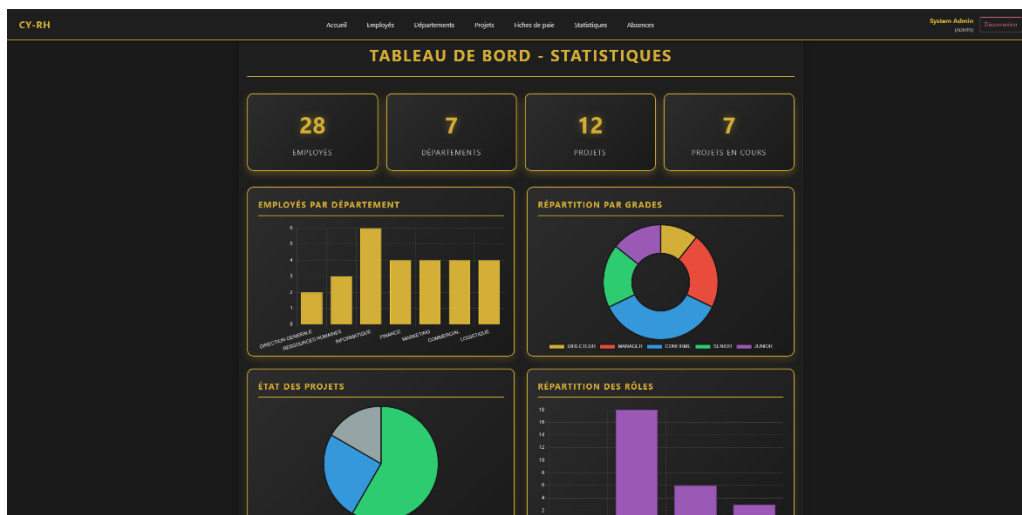 CY-RH
Accueil Employés Départements Projets Fiches de paie Statistiques Absences
System Admin
Déconnexion
TABLEAU DE BORD - STATISTIQUES
28 7 12 7
EMPLOYÉS DÉPARTEMENTS PROJETS PROJETS EN COURS
EMPLOYÉS PAR DÉPARTEMENT
6
5
4
3
2
1
0
DIRECTION GENERALE RESSOURCES HUMAINES INFORMATIQUE FINANCE MARKETING COMMERCIAL LOGISTIQUE
RÉPARTITION PAR GRADES
DIRECTEUR MANAGER CONFIRME SENIOR JUNIOR
ÉTAT DES PROJETS
RÉPARTITION DES RÔLES
18
16
14
12
10
8
6
4
2